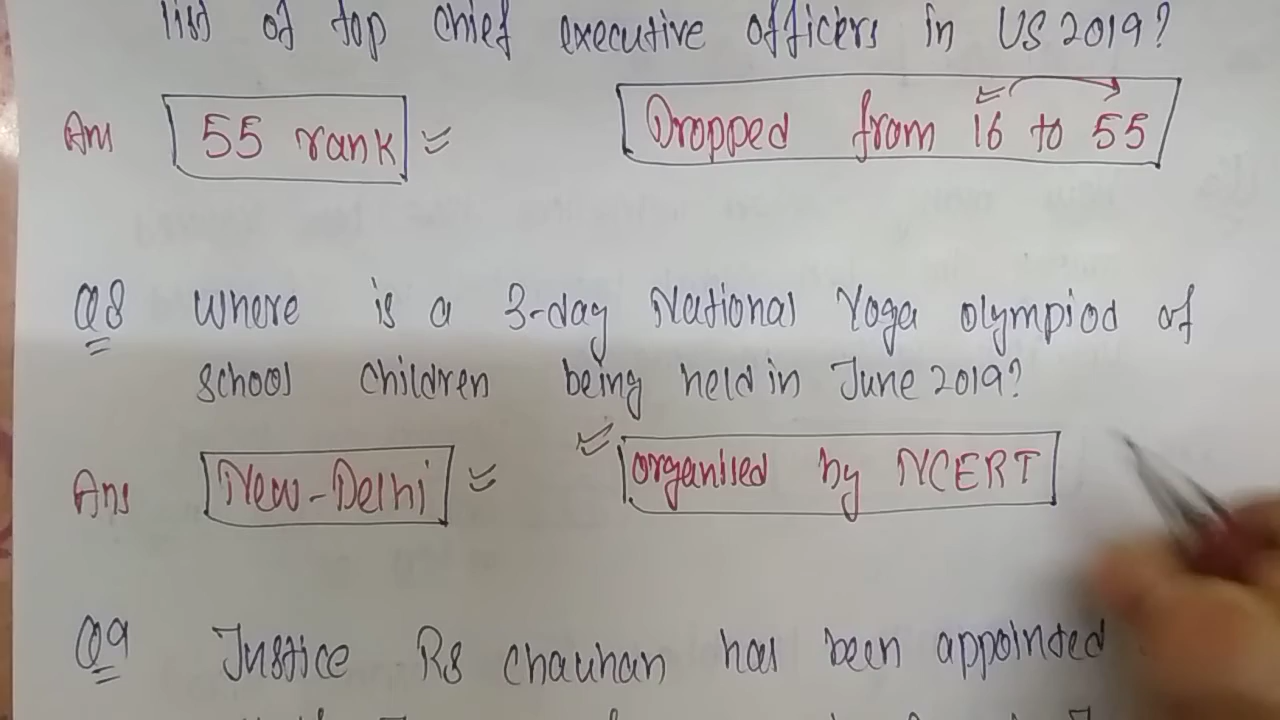 list of top chief executive officers in US 2019?
Ans 55 rank Dropped from 16 to 55
Q8 Where is a 3-day National Yoga olympiad of
school children being held in June 2019?
Ans New-Delhi organised by NCERT
Q9 Justice RS Chauhan has been appointed